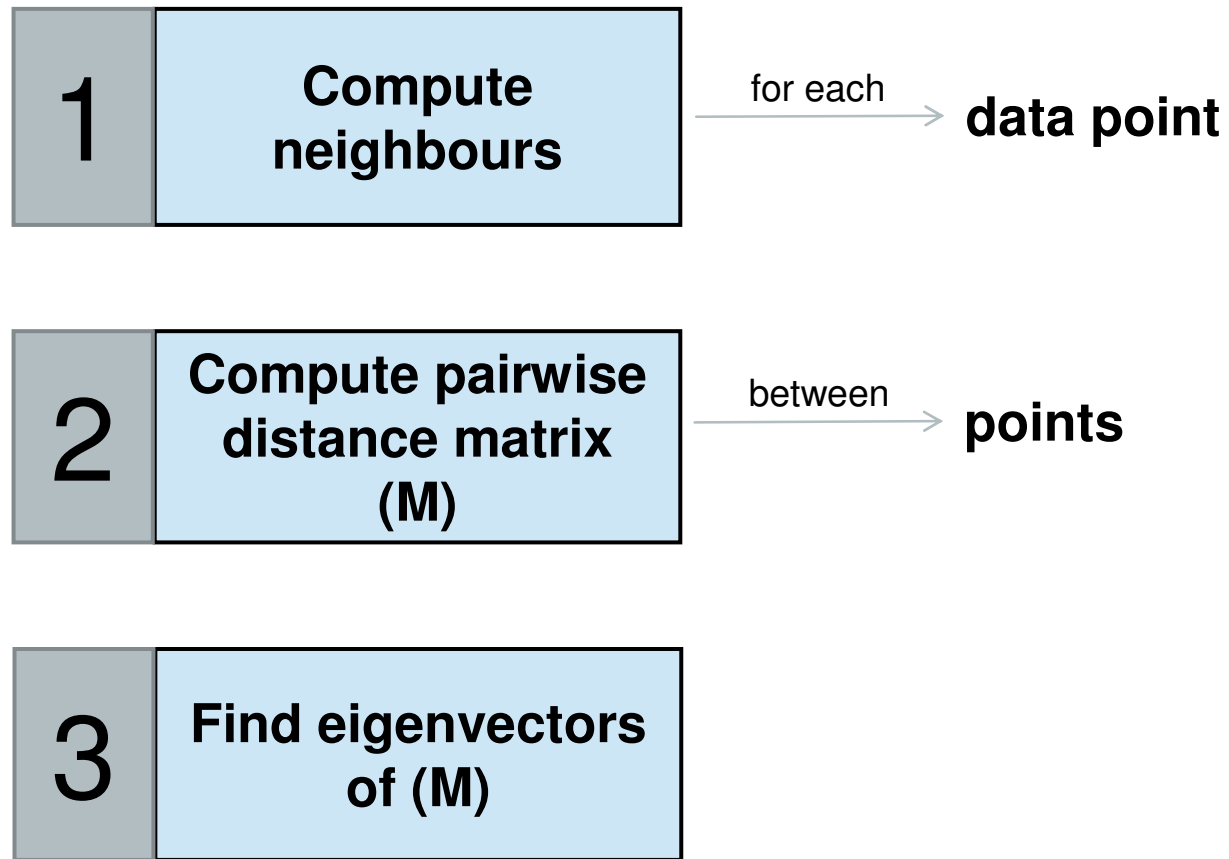 1
Compute
neighbours
for each
data point
2
Compute pairwise
distance matrix
(M)
between
points
3
Find eigenvectors
of (M)